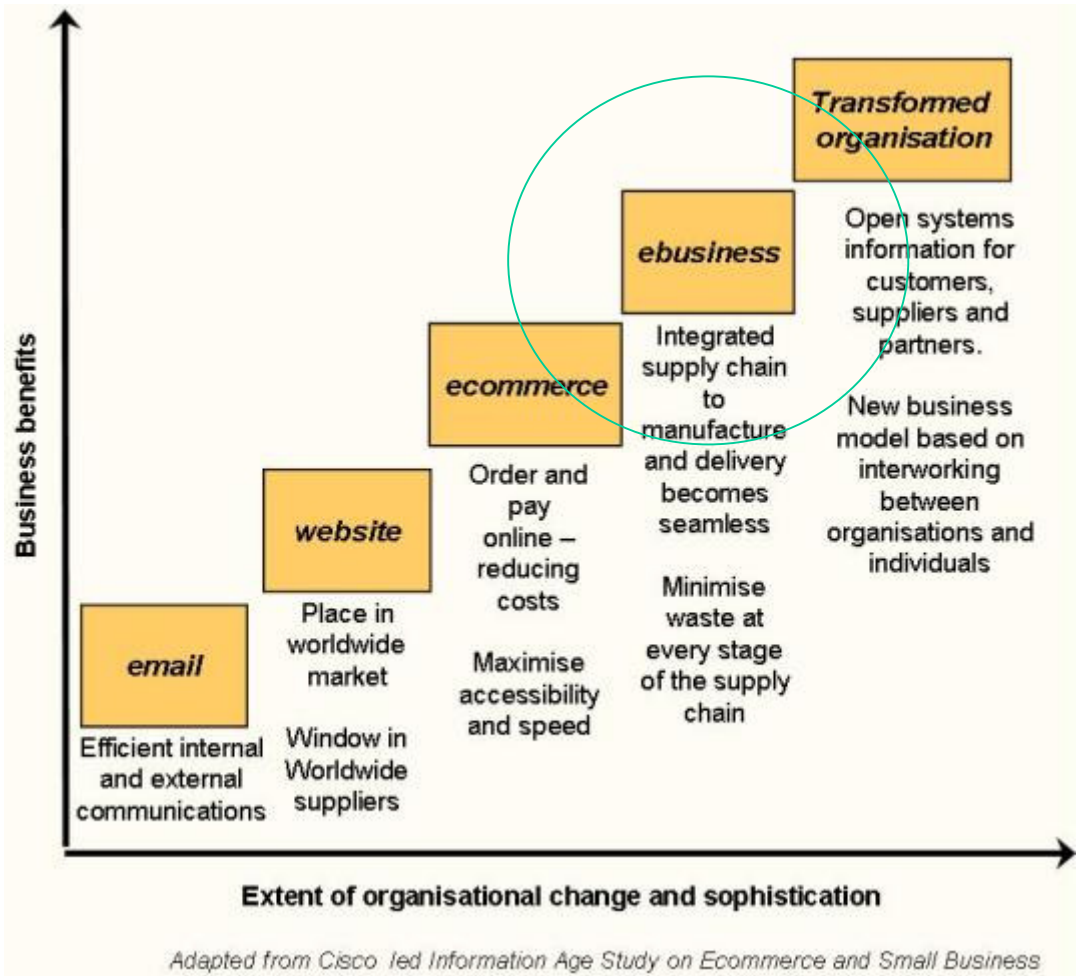 Business benefits
Transformed
organisation
Open systems
information for
customers,
suppliers and
partners.
New business
model based on
interworking
between
organisations and
individuals
ebusiness
Integrated
supply chain
to
manufacture
and delivery
becomes
seamless
Minimise
waste at
every stage
of the supply
chain
ecommerce
Order and
pay
online –
reducing
costs
Maximise
accessibility
and speed
website
Place in
worldwide
market
Window in
Worldwide
suppliers
email
Efficient internal
and external
communications
Extent of organisational change and sophistication
Adapted from Cisco led Information Age Study on Ecommerce and Small Business